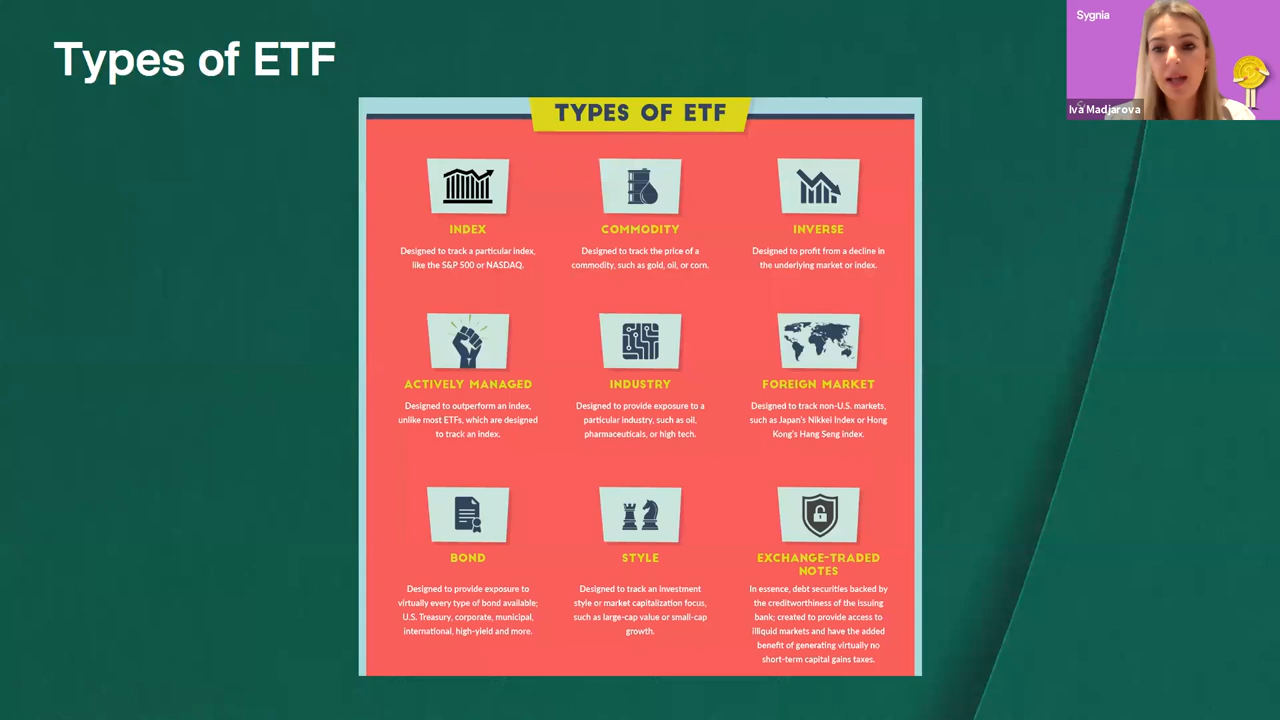 Types of ETF
Sygnia
Iva Madjarova
TYPES OF ETF
INDEX
Designed to track a particular index,
like the S&P 500 or NASDAQ.
COMMODITY
Designed to track the price of a
commodity, such as gold, oil, or corn.
INVERSE
Designed to profit from a decline in
the underlying market or index.
ACTIVELY MANAGED
Designed to outperform an index,
unlike most ETFs, which are designed
to track an index.
INDUSTRY
Designed to provide exposure to a
particular industry, such as oil,
pharmaceuticals, or high tech.
FOREIGN MARKET
Designed to track non-U.S. markets,
such as Japan's Nikkei Index or Hong
Kong's Hang Seng index.
BOND
Designed to provide exposure to
virtually every type of bond available;
U.S. Treasury, corporate, municipal,
international, high-yield and more.
STYLE
Designed to track an investment
style or market capitalization focus,
such as large-cap value or small-cap
growth.
EXCHANGE-TRADED
NOTES
In essence, debt securities backed by
the creditworthiness of the issuing
bank; created to provide access to
illiquid markets and have the added
benefit of generating virtually no
short-term capital gains taxes.